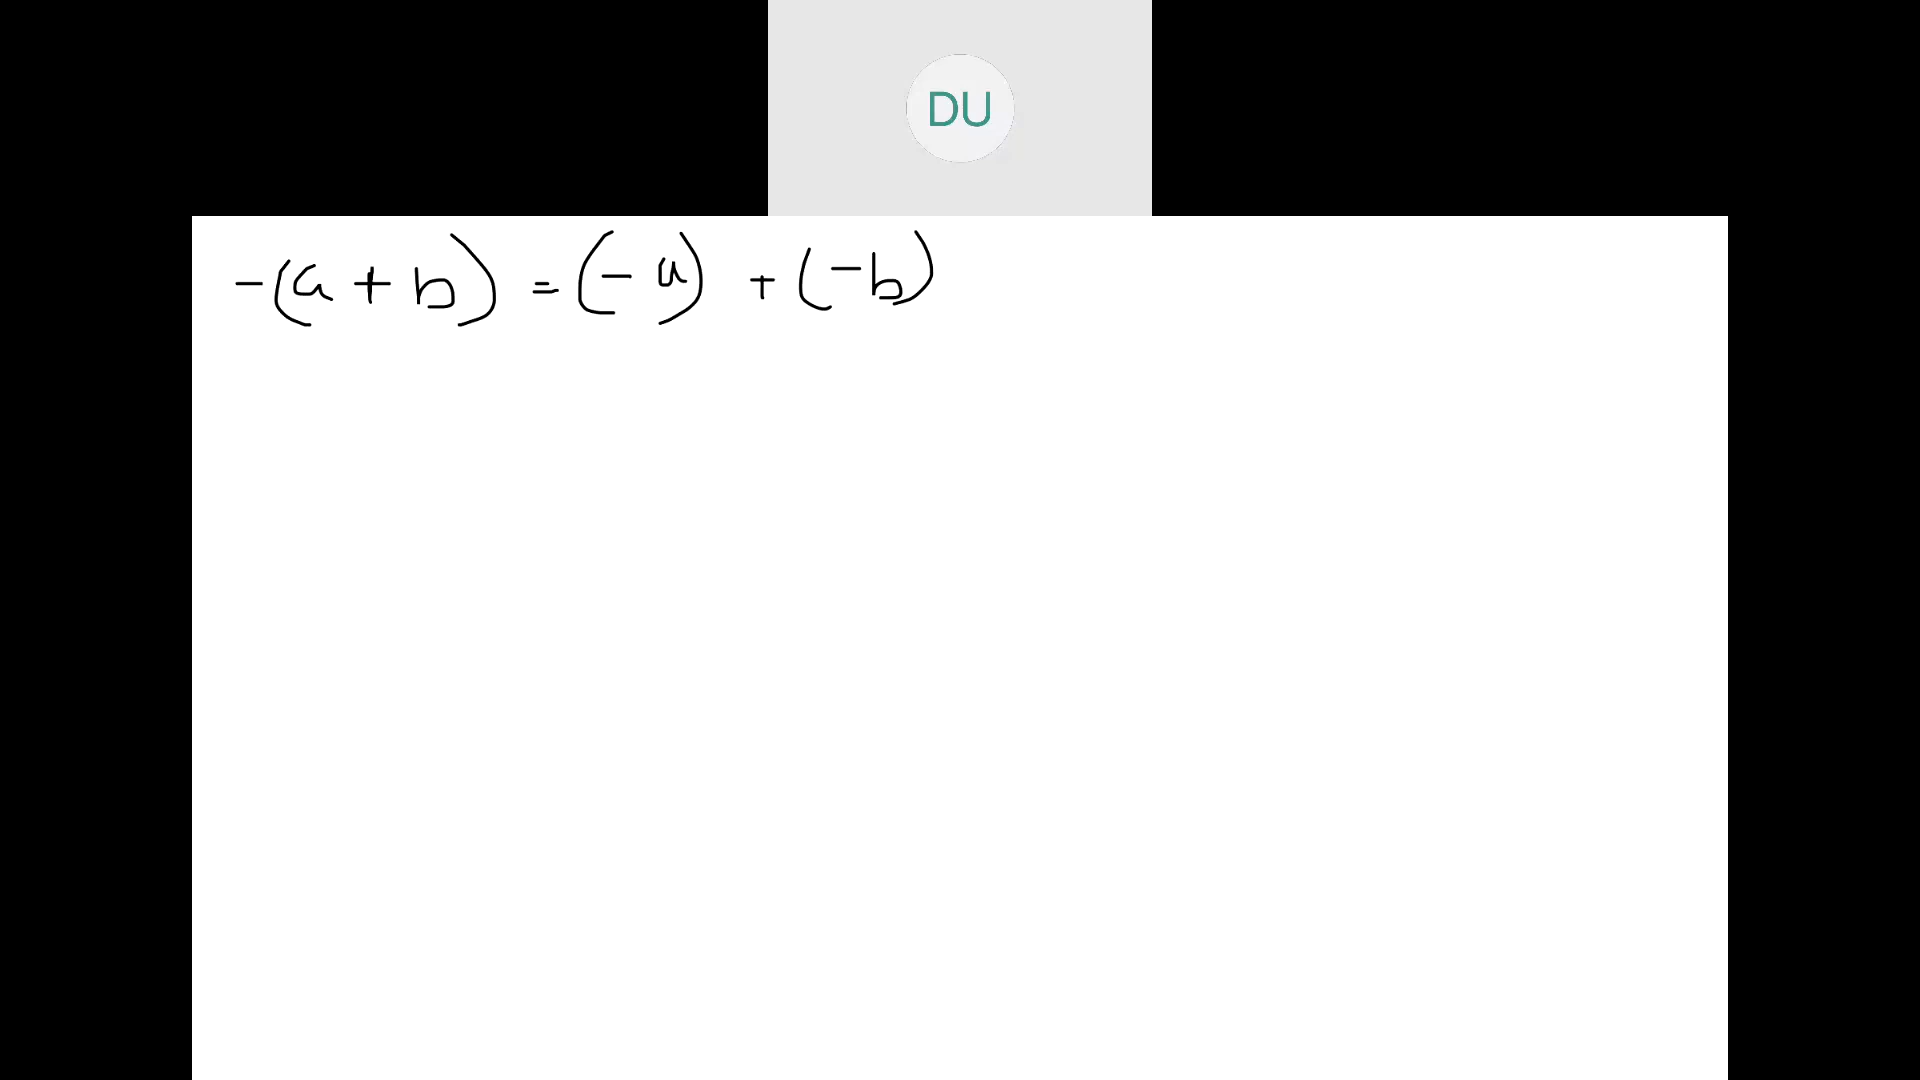 DU
-(a + b) = (-a) + (-b)